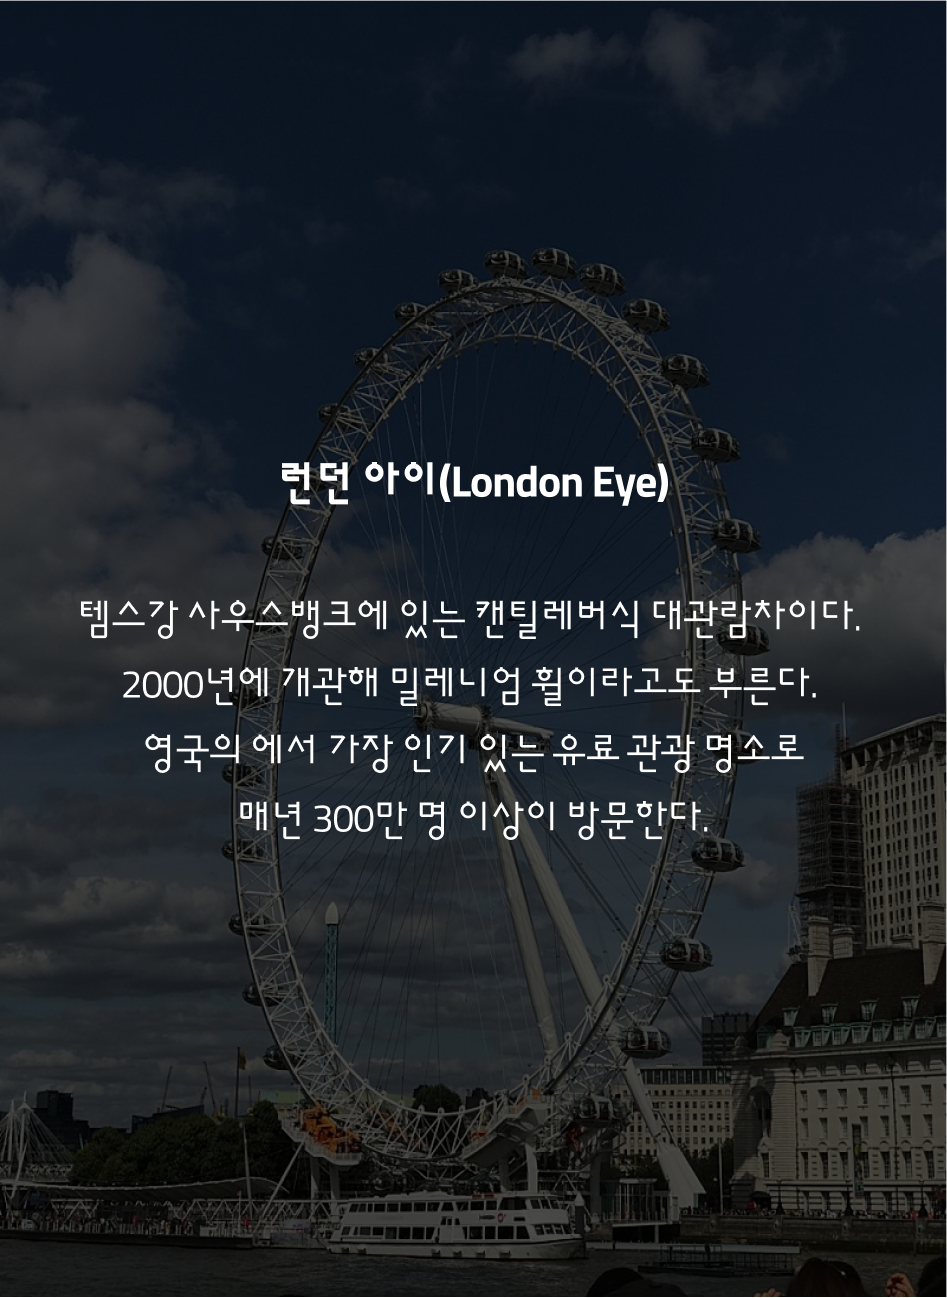 런던 아이(London Eye)
템스강 사우스뱅크에 있는 캔틸레버식 대관람차이다.
2000년에 개관해 밀레니엄 휠이라고도 부른다.
영국의 에서 가장 인기 있는 유료 관광 명소로
매년 300만 명 이상이 방문한다.